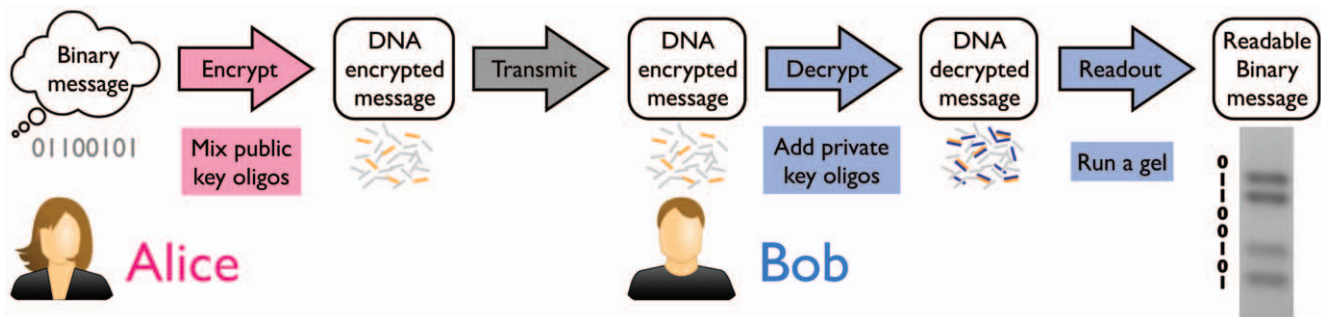 Binary
message
01100101
Encrypt
Mix public
key oligos
DNA
encrypted
message
Transmit
DNA
encrypted
message
Decrypt
Add private
key oligos
DNA
decrypted
message
Readout
Run a gel
Readable
Binary
message
0
1
1
0
0
1
0
1
Alice
Bob